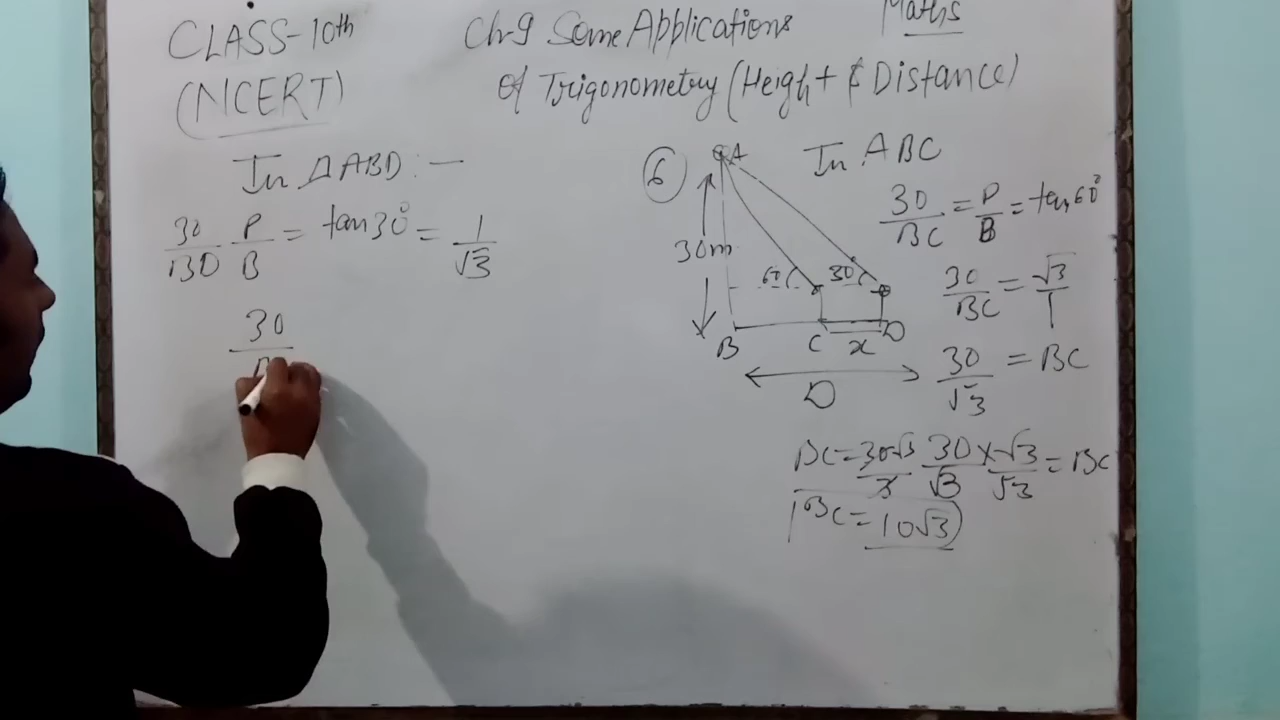 CLASS-10th
(NCERT)
Ch-9 Some Applications
Of Trigonometry (Height & Distance)
Maths
In ΔABD:-
30/BD P/B = tan30° = 1/√3
30
6
A
30m
60
30°
B
C
x
D
D
In ABC
30/BC = P/B = tan60°
30/BC = √3/1
30/√3 = BC
BC = 30√3/3 30/√3 × √3/√3 = BC
BC = 10√3